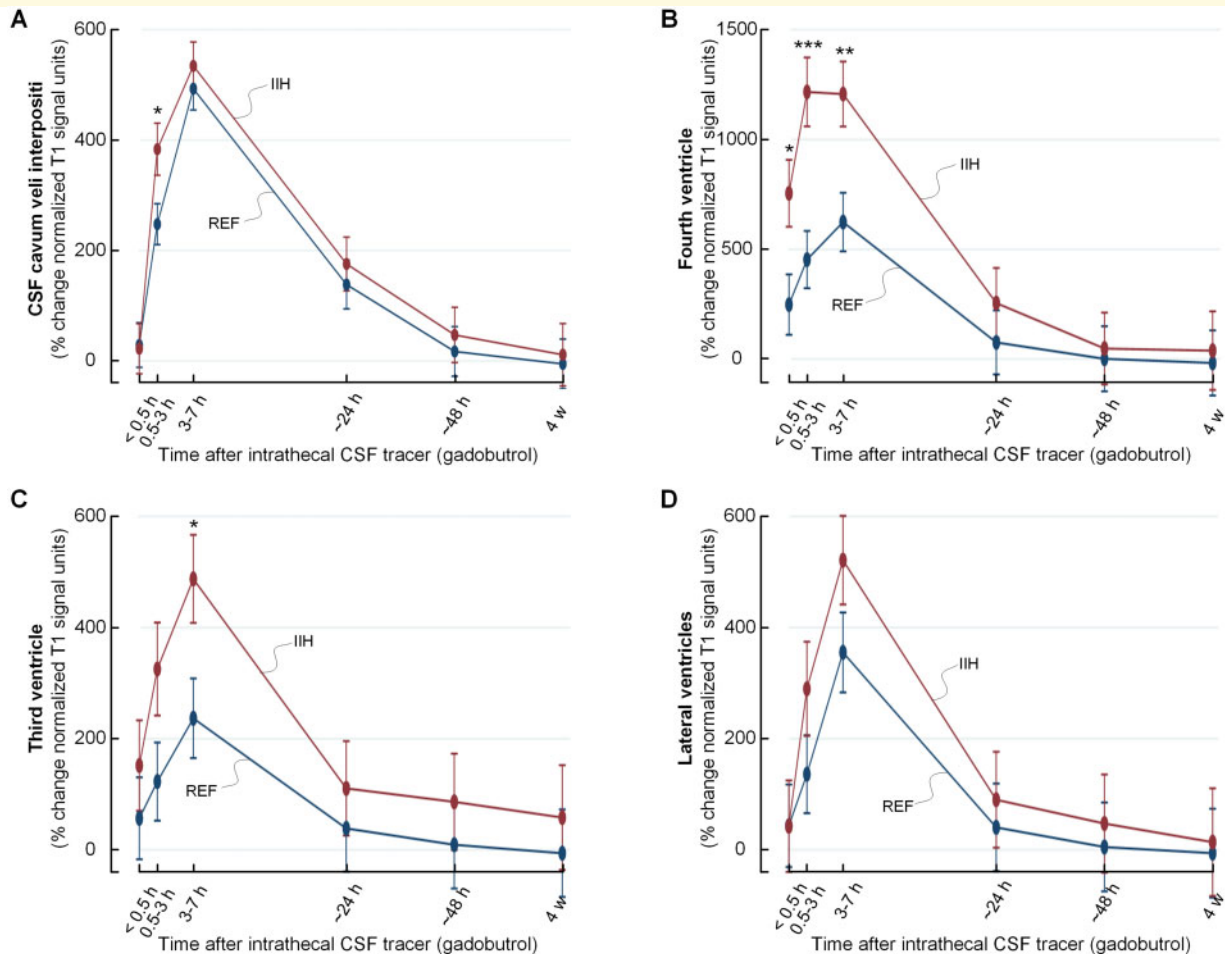 A
CSF cavum veli interpositi
(% change normalized T1 signal units)
600
400
200
0
*
IIH
REF
< 0.5 h
0.5-3 h
3-7 h
~24 h
~48 h
4 w
Time after intrathecal CSF tracer (gadobutrol)
B
Fourth ventricle
(% change normalized T1 signal units)
1500
1000
500
0
*
***
**
IIH
REF
< 0.5 h
0.5-3 h
3-7 h
~24 h
~48 h
4 w
Time after intrathecal CSF tracer (gadobutrol)
C
Third ventricle
(% change normalized T1 signal units)
600
400
200
0
*
IIH
REF
< 0.5 h
0.5-3 h
3-7 h
~24 h
~48 h
4 w
Time after intrathecal CSF tracer (gadobutrol)
D
Lateral ventricles
(% change normalized T1 signal units)
600
400
200
0
IIH
REF
< 0.5 h
0.5-3 h
3-7 h
~24 h
~48 h
4 w
Time after intrathecal CSF tracer (gadobutrol)